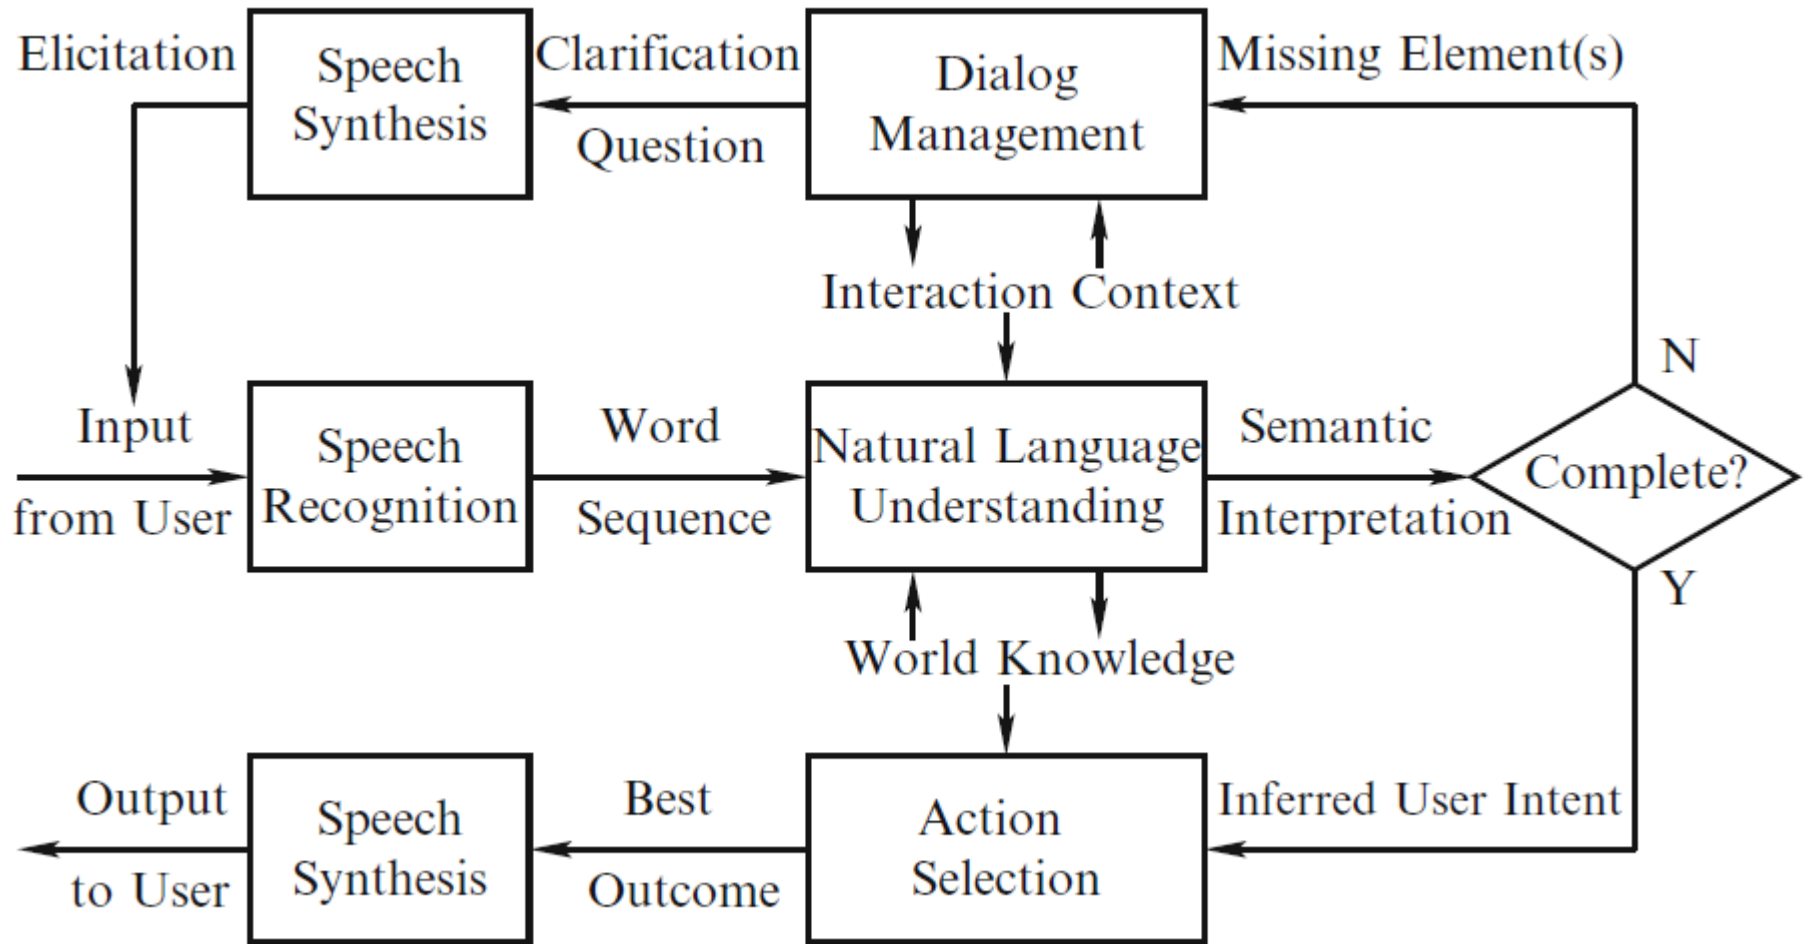 Elicitation
Speech
Synthesis
Clarification
Question
Dialog
Management
Missing Element(s)
Interaction Context
N
Input
from User
Speech
Recognition
Word
Sequence
Natural Language
Understanding
Semantic
Interpretation
Complete?
Y
World Knowledge
Output
to User
Speech
Synthesis
Best
Outcome
Action
Selection
Inferred User Intent